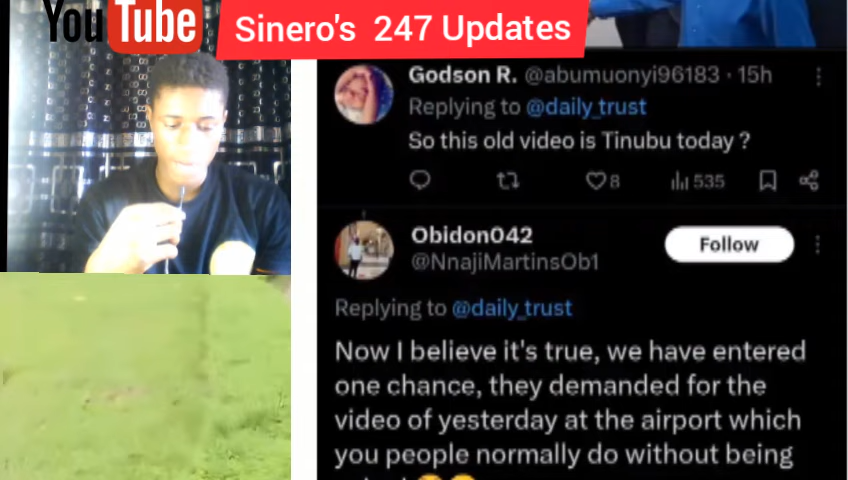 YouTube
Sinero's 247 Updates
Godson R. @abumuonyi96183 · 15h
Replying to @daily_trust
So this old video is Tinubu today ?
8 535
Obidon042
@NnajiMartinsOb1
Follow
Replying to @daily_trust
Now I believe it's true, we have entered
one chance, they demanded for the
video of yesterday at the airport which
you people normally do without being